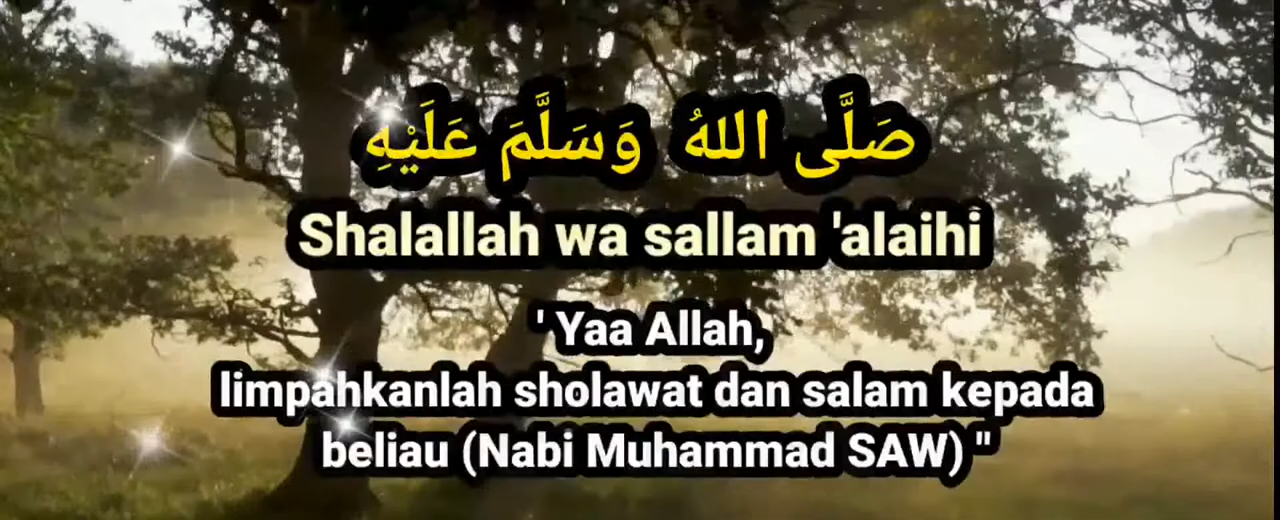 صَلَّى اللهُ وَسَلَّمَ عَلَيْهِ
Shalallah wa sallam 'alaihi
' Yaa Allah,
limpahkanlah sholawat dan salam kepada
beliau (Nabi Muhammad SAW) "